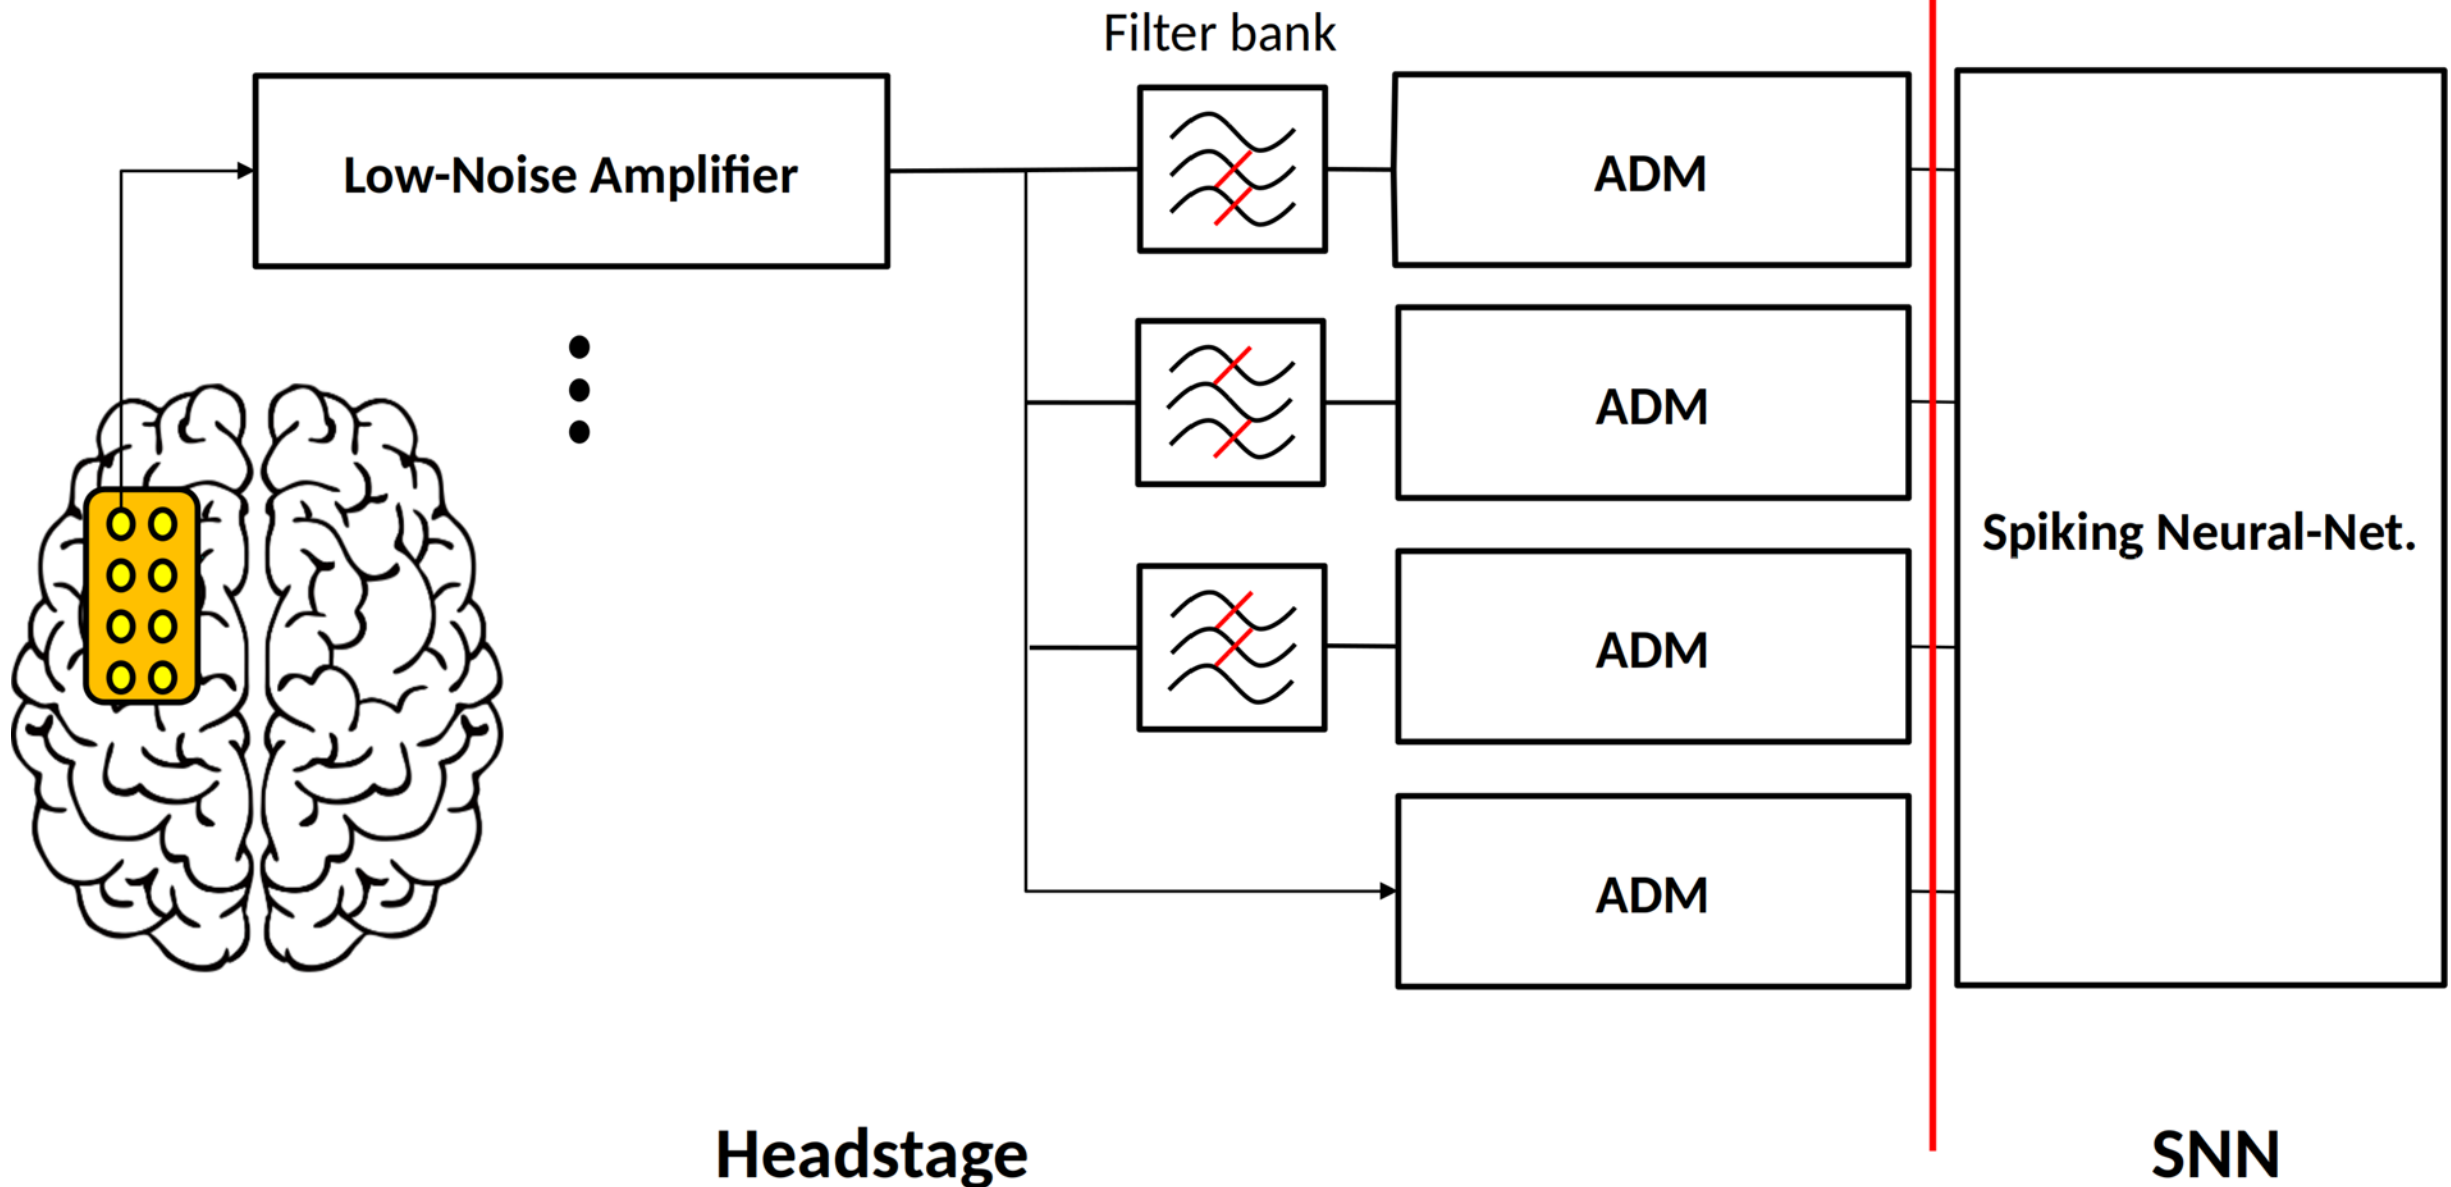 Filter bank
Low-Noise Amplifier
ADM
ADM
Spiking Neural-Net.
ADM
ADM
Headstage
SNN